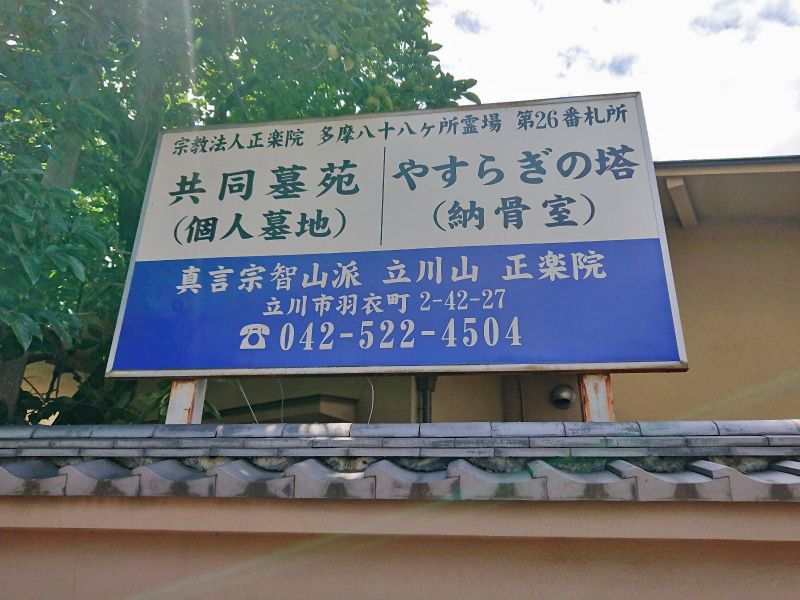 宗教法人正楽院 多摩八十八ヶ所霊場 第26番札所
共同墓苑
(個人墓地)
やすらぎの塔
(納骨室)
真言宗智山派 立川山 正楽院
立川市羽衣町 2-42-27
☎042-522-4504